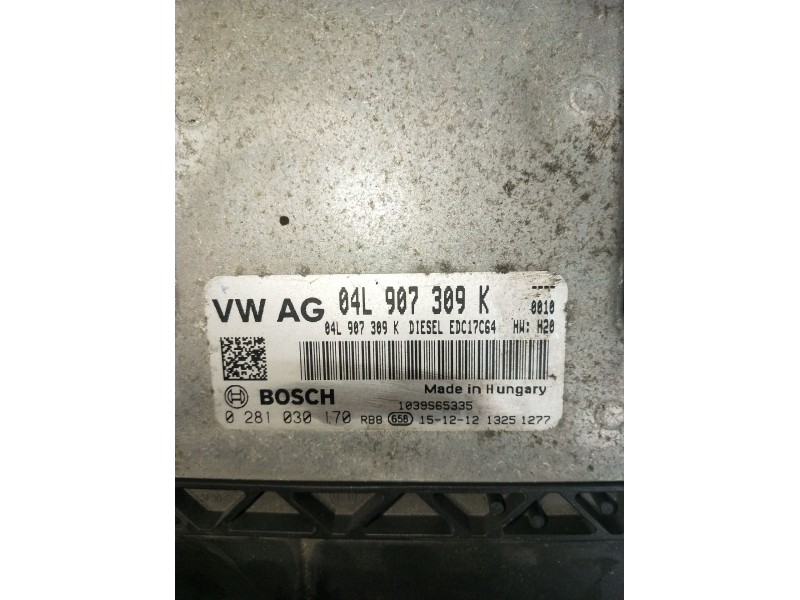 VW AG 04L 907 309 K ----
0010
04L 907 309 K DIESEL EDC17C64 HW: H20
BOSCH Made in Hungary
1039S65335
0 281 030 170 RBB 658 15-12-12 1325 1277